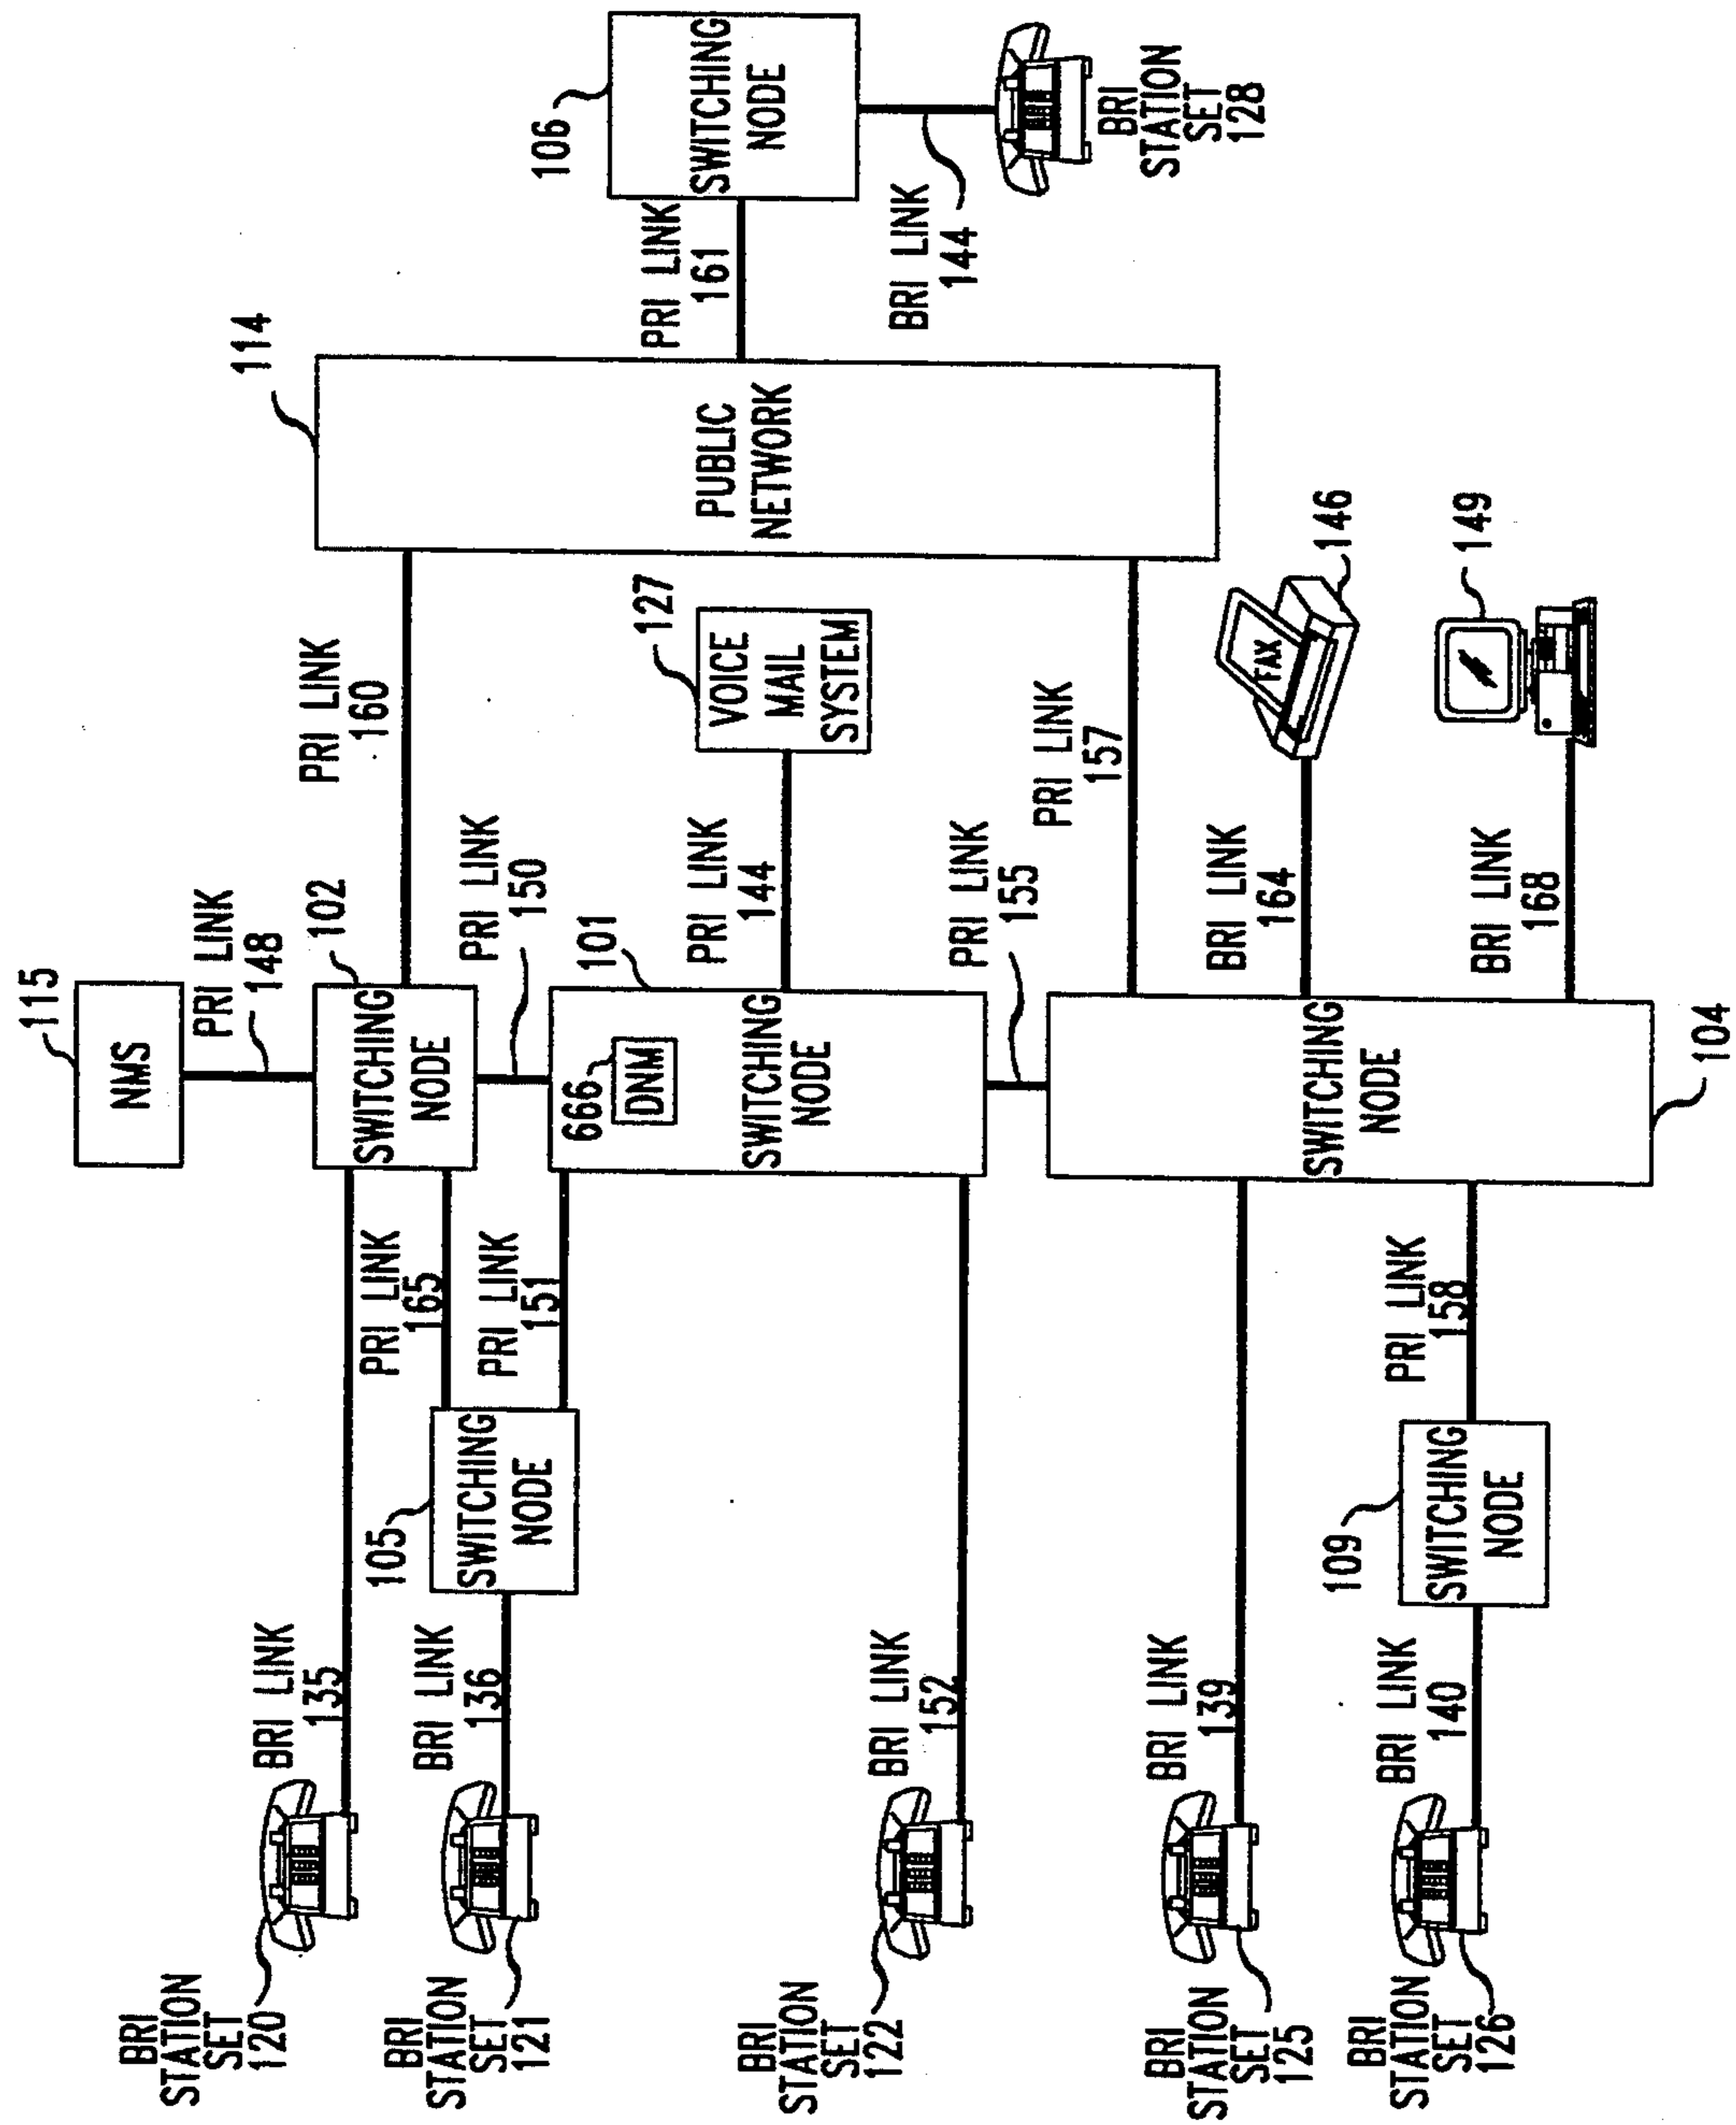 115
NMS
PRI LINK
148
102
SWITCHING
NODE
PRI LINK
160
114
PUBLIC
NETWORK
PRI LINK
161
106
SWITCHING
NODE
BRI LINK
144
BRI
STATION
SET
128
PRI LINK
150
101
666
DNM
SWITCHING
NODE
PRI LINK
144
127
VOICE
MAIL
SYSTEM
PRI LINK
155
PRI LINK
157
SWITCHING
NODE
104
BRI LINK
164
FAX
146
BRI LINK
168
149
BRI
STATION
SET
120
BRI LINK
135
PRI LINK
165
PRI LINK
151
105
SWITCHING
NODE
BRI LINK
136
BRI
STATION
SET
121
BRI LINK
152
BRI
STATION
SET
122
BRI LINK
139
BRI
STATION
SET
125
PRI LINK
158
109
SWITCHING
NODE
BRI LINK
140
BRI
STATION
SET
126